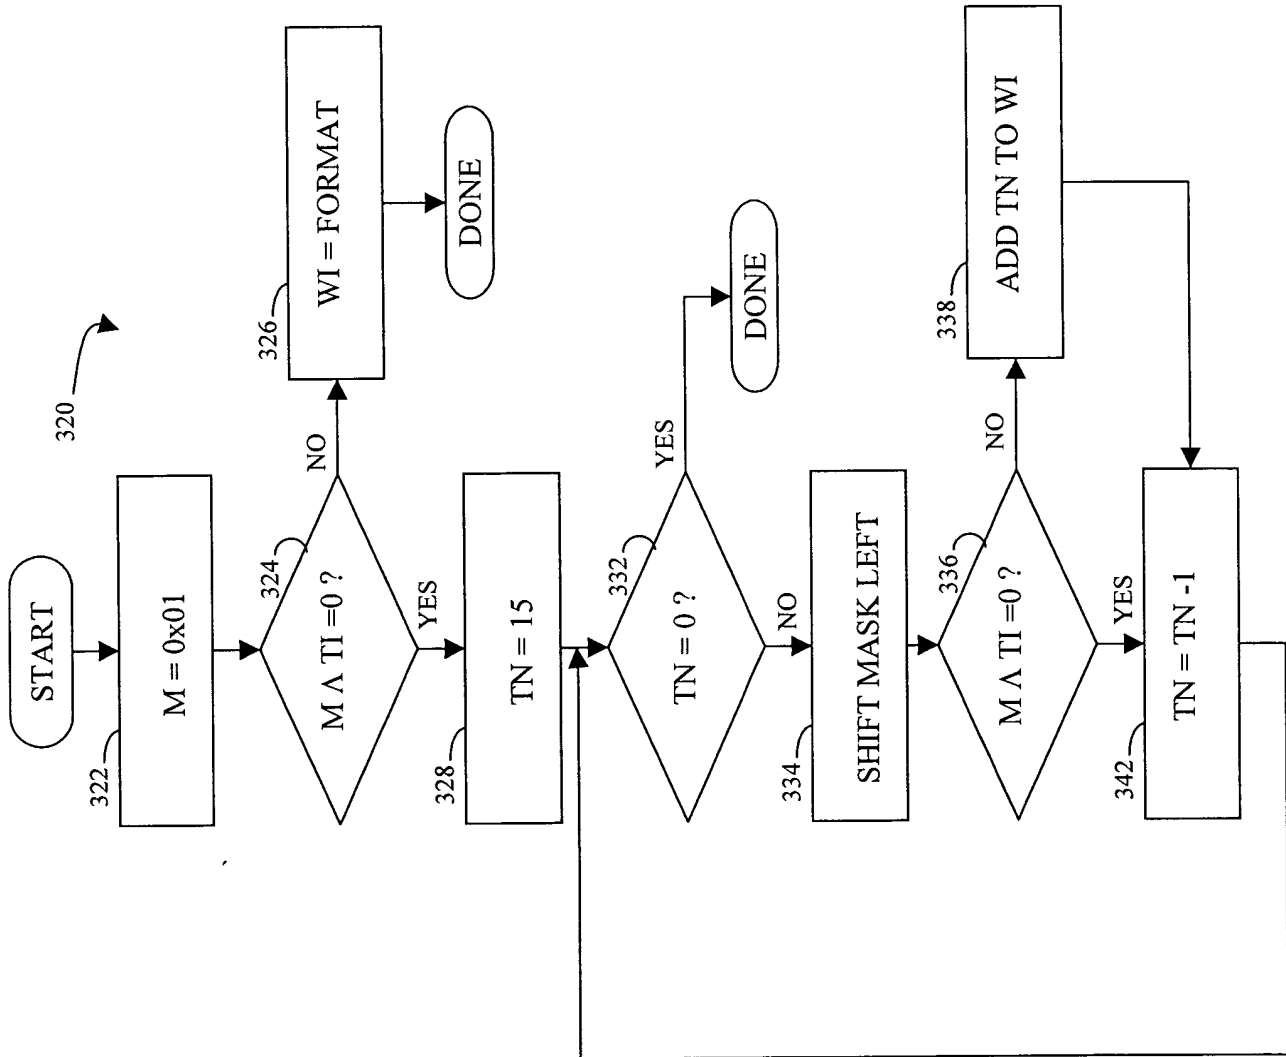 320
START
322
M = 0x01
324
M Λ TI =0 ?
NO
326
WI = FORMAT
DONE
YES
328
TN = 15
332
TN = 0 ?
YES
DONE
NO
334
SHIFT MASK LEFT
336
M Λ TI =0 ?
NO
338
ADD TN TO WI
YES
342
TN = TN -1